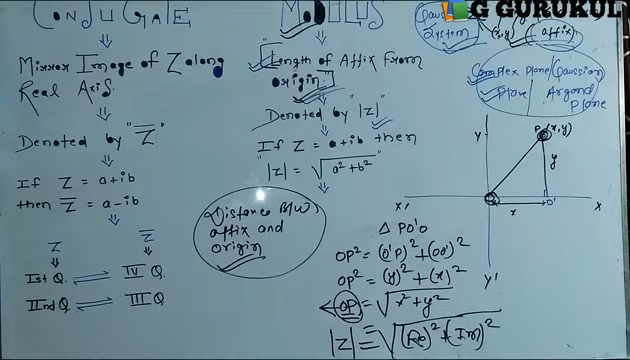 CONJUGATE
⇓
Mirror Image of Z along
Real Axis.
⇓
Denoted by "Z̅"
⇓
If Z = a+ib
then Z̅ = a-ib
⇓
Z Z̅
Ist Q. ⇌ IV Q.
IInd Q. ⇌ III Q.
MODULUS
⇓
Length of Affix from
origin.
⇓
Denoted by "|z|"
⇓
If Z = a+ib then
"|z| = √a²+b²"
⇓
Distance B/w
affix and
origin
G GURUKUL
System (x,y) affix
Complex plane/Gaussian
Plane/Argand
Plane
Y P(x,y)
y
X' x O' X
Y'
Δ PO'O
OP² = (O'P)²+(OO')²
OP² = (y)²+(x)²
OP = √x²+y²
|Z| = √(Re)²+(Im)²